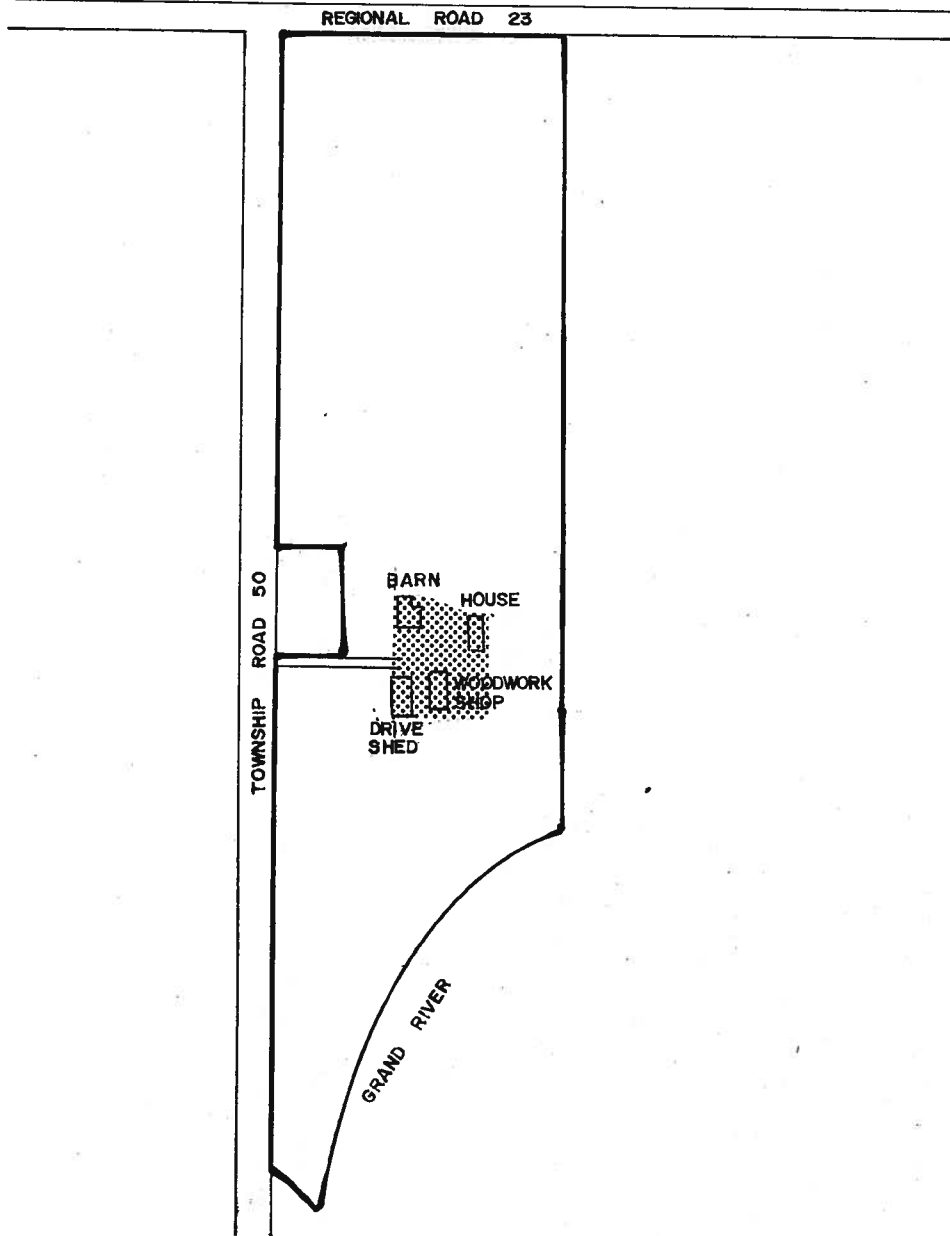 REGIONAL ROAD 23
TOWNSHIP ROAD 50
BARN
HOUSE
WOODWORK
SHOP
DRIVE
SHED
GRAND RIVER